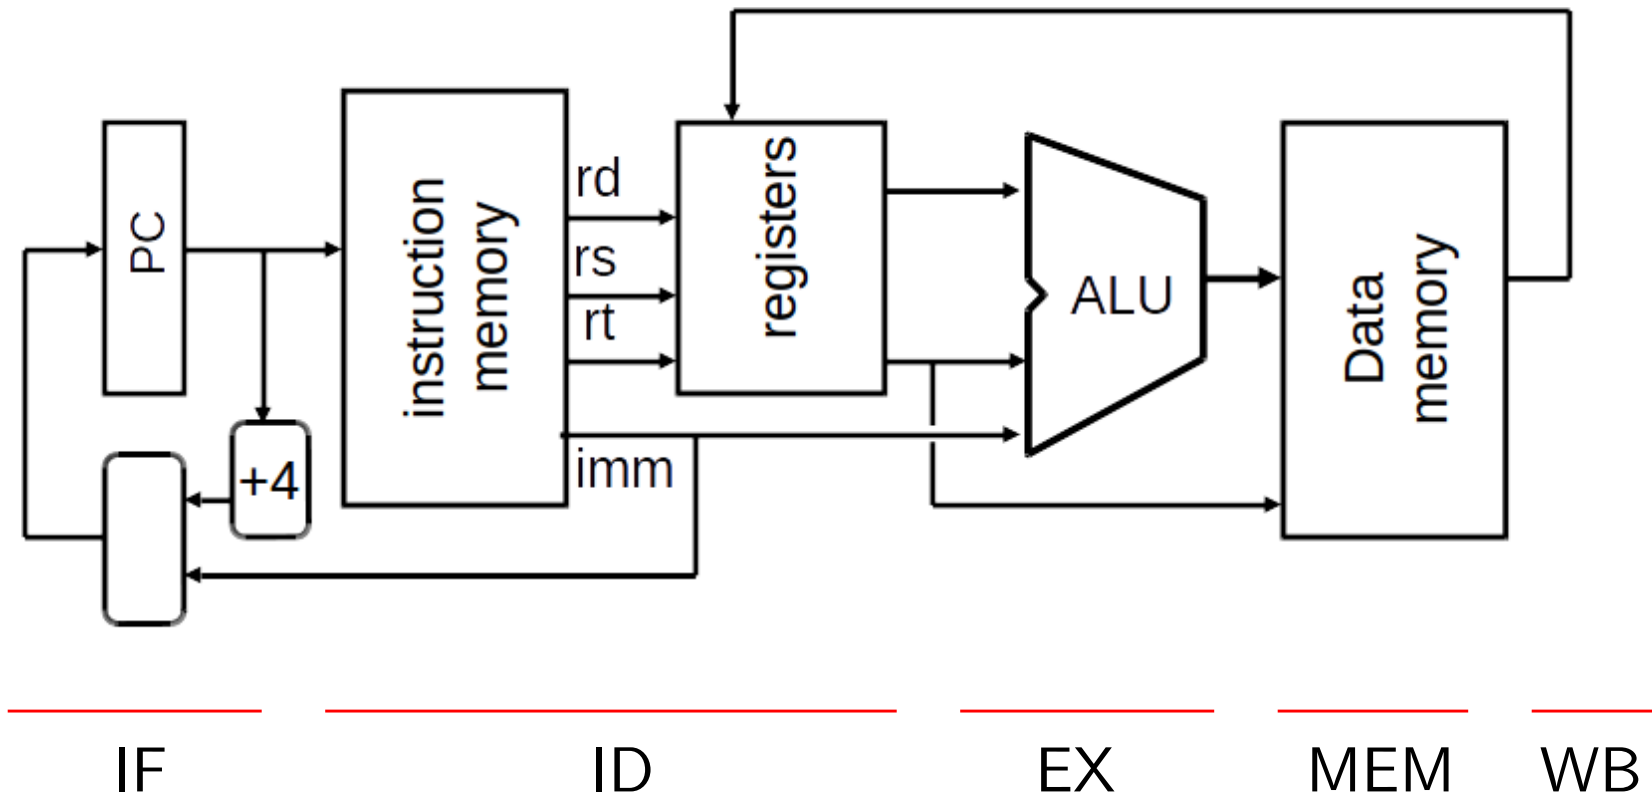 PC
+4
instruction
memory
rd
rs
rt
imm
registers
ALU
Data
memory
IF
ID
EX
MEM
WB